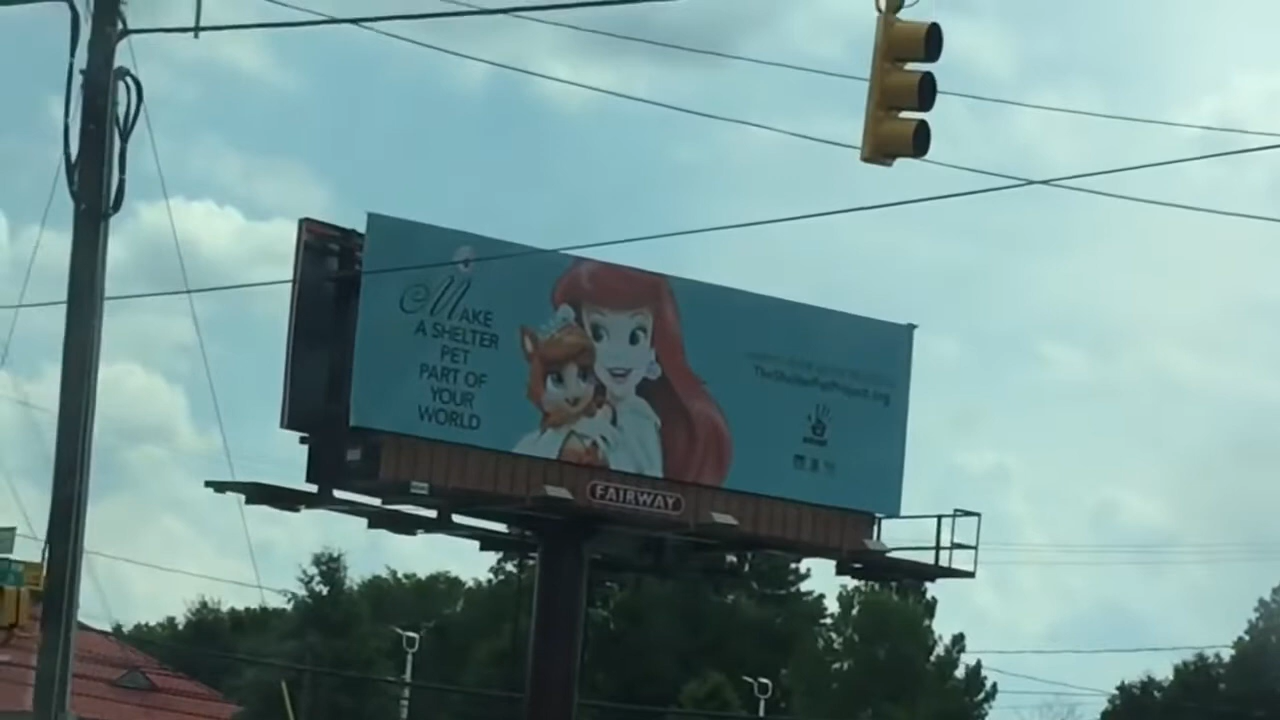 MAKE
A SHELTER
PET
PART OF
YOUR
WORLD
TheShelterPetProject.org
FAIRWAY